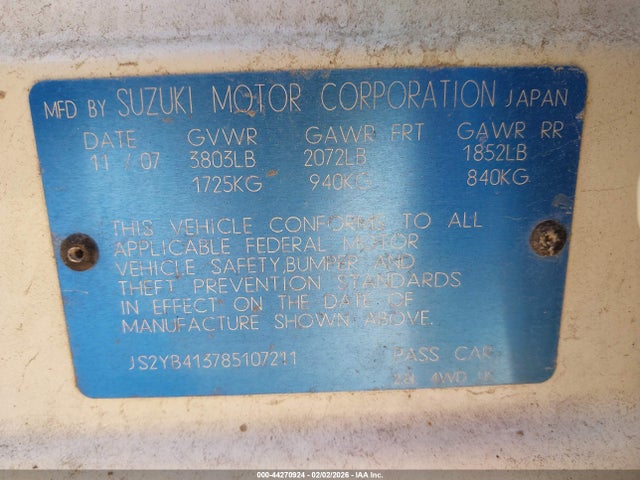 MFD BY SUZUKI MOTOR CORPORATION JAPAN
DATE GVWR GAWR FRT GAWR RR
11 / 07 3803LB 2072LB 1852LB
1725KG 940KG 840KG
THIS VEHICLE CONFORMS TO ALL
APPLICABLE FEDERAL MOTOR
VEHICLE SAFETY,BUMPER AND
THEFT PREVENTION STANDARDS
IN EFFECT ON THE DATE OF
MANUFACTURE SHOWN ABOVE.
JS2YB413785107211 PASS CAR
4WD
000-44270924 - 02/02/2026 - IAA Inc.